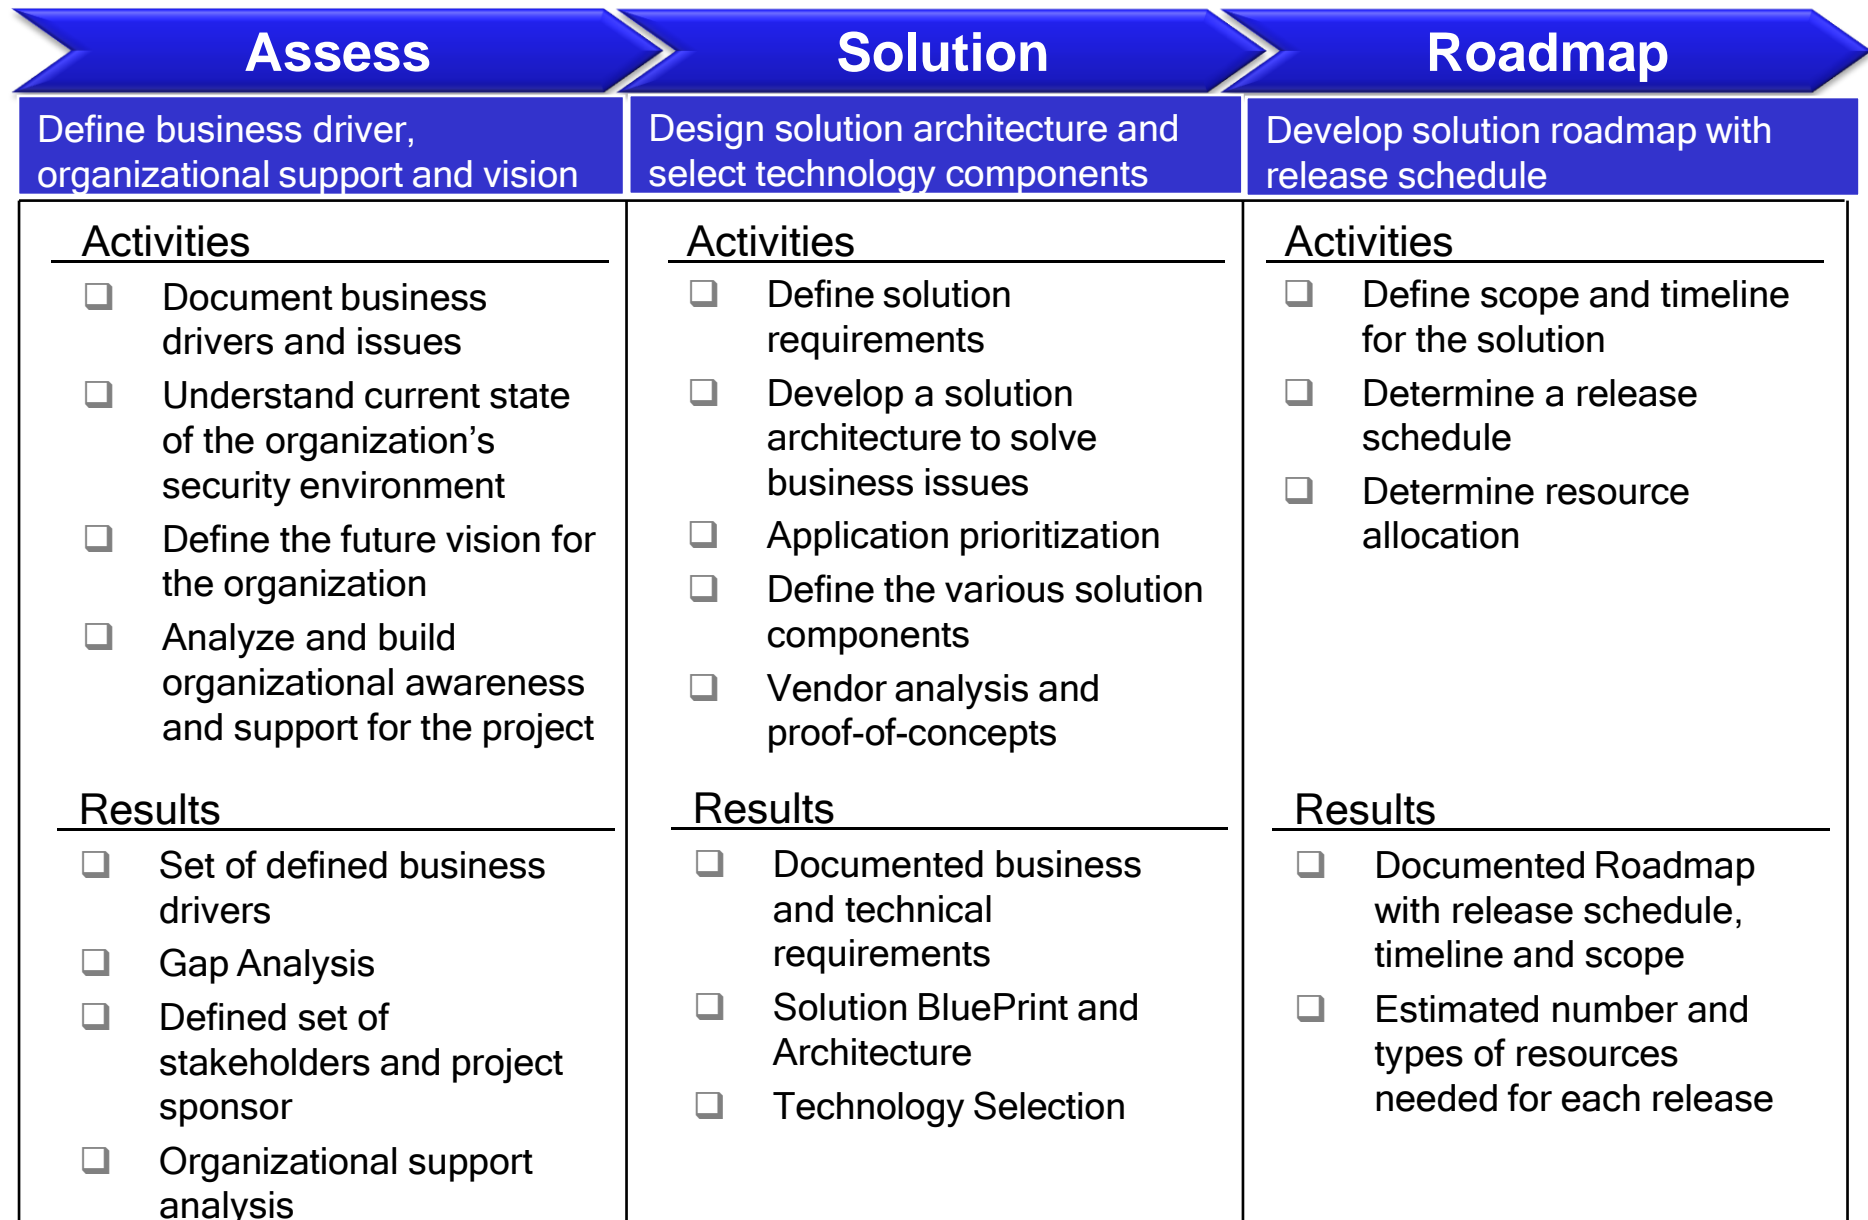 Assess
Solution
Roadmap
Define business driver,
organizational support and vision
Design solution architecture and
select technology components
Develop solution roadmap with
release schedule
Activities
Document business
drivers and issues
Understand current state
of the organization’s
security environment
Define the future vision for
the organization
Analyze and build
organizational awareness
and support for the project
Results
Set of defined business
drivers
Gap Analysis
Defined set of
stakeholders and project
sponsor
Organizational support
analysis
Activities
Define solution
requirements
Develop a solution
architecture to solve
business issues
Application prioritization
Define the various solution
components
Vendor analysis and
proof-of-concepts
Results
Documented business
and technical
requirements
Solution BluePrint and
Architecture
Technology Selection
Activities
Define scope and timeline
for the solution
Determine a release
schedule
Determine resource
allocation
Results
Documented Roadmap
with release schedule,
timeline and scope
Estimated number and
types of resources
needed for each release